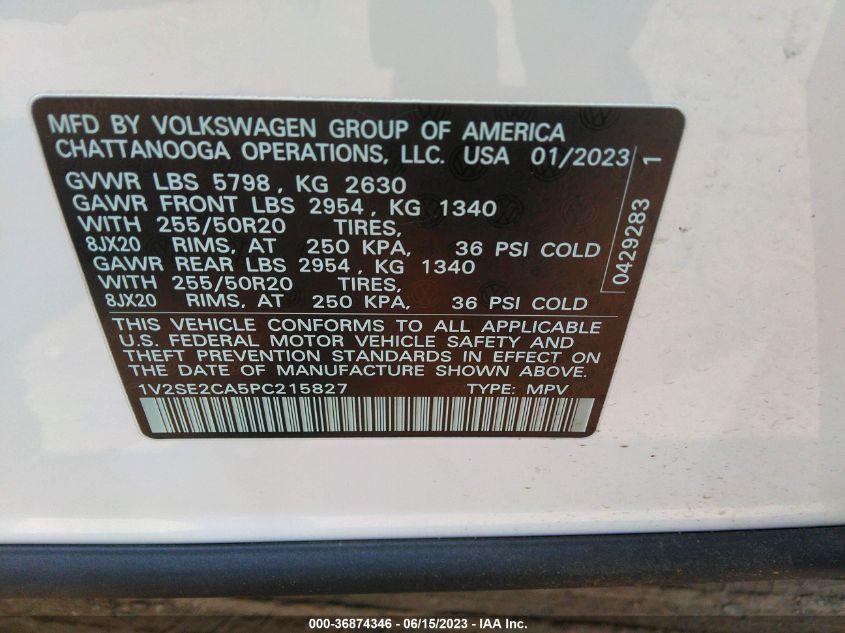 MFD BY VOLKSWAGEN GROUP OF AMERICA
CHATTANOOGA OPERATIONS, LLC. USA 01/2023
GVWR LBS 5798, KG 2630
GAWR FRONT LBS 2954, KG 1340
WITH 255/50R20 TIRES,
8JX20 RIMS, AT 250 KPA, 36 PSI COLD
GAWR REAR LBS 2954, KG 1340
WITH 255/50R20 TIRES,
8JX20 RIMS, AT 250 KPA, 36 PSI COLD
THIS VEHICLE CONFORMS TO ALL APPLICABLE
U.S. FEDERAL MOTOR VEHICLE SAFETY AND
THEFT PREVENTION STANDARDS IN EFFECT ON
THE DATE OF MANUFACTURE SHOWN ABOVE
1V2SE2CA5PC215827 TYPE: MPV
0429283 1
000-36874346 - 06/15/2023 - IAA Inc.